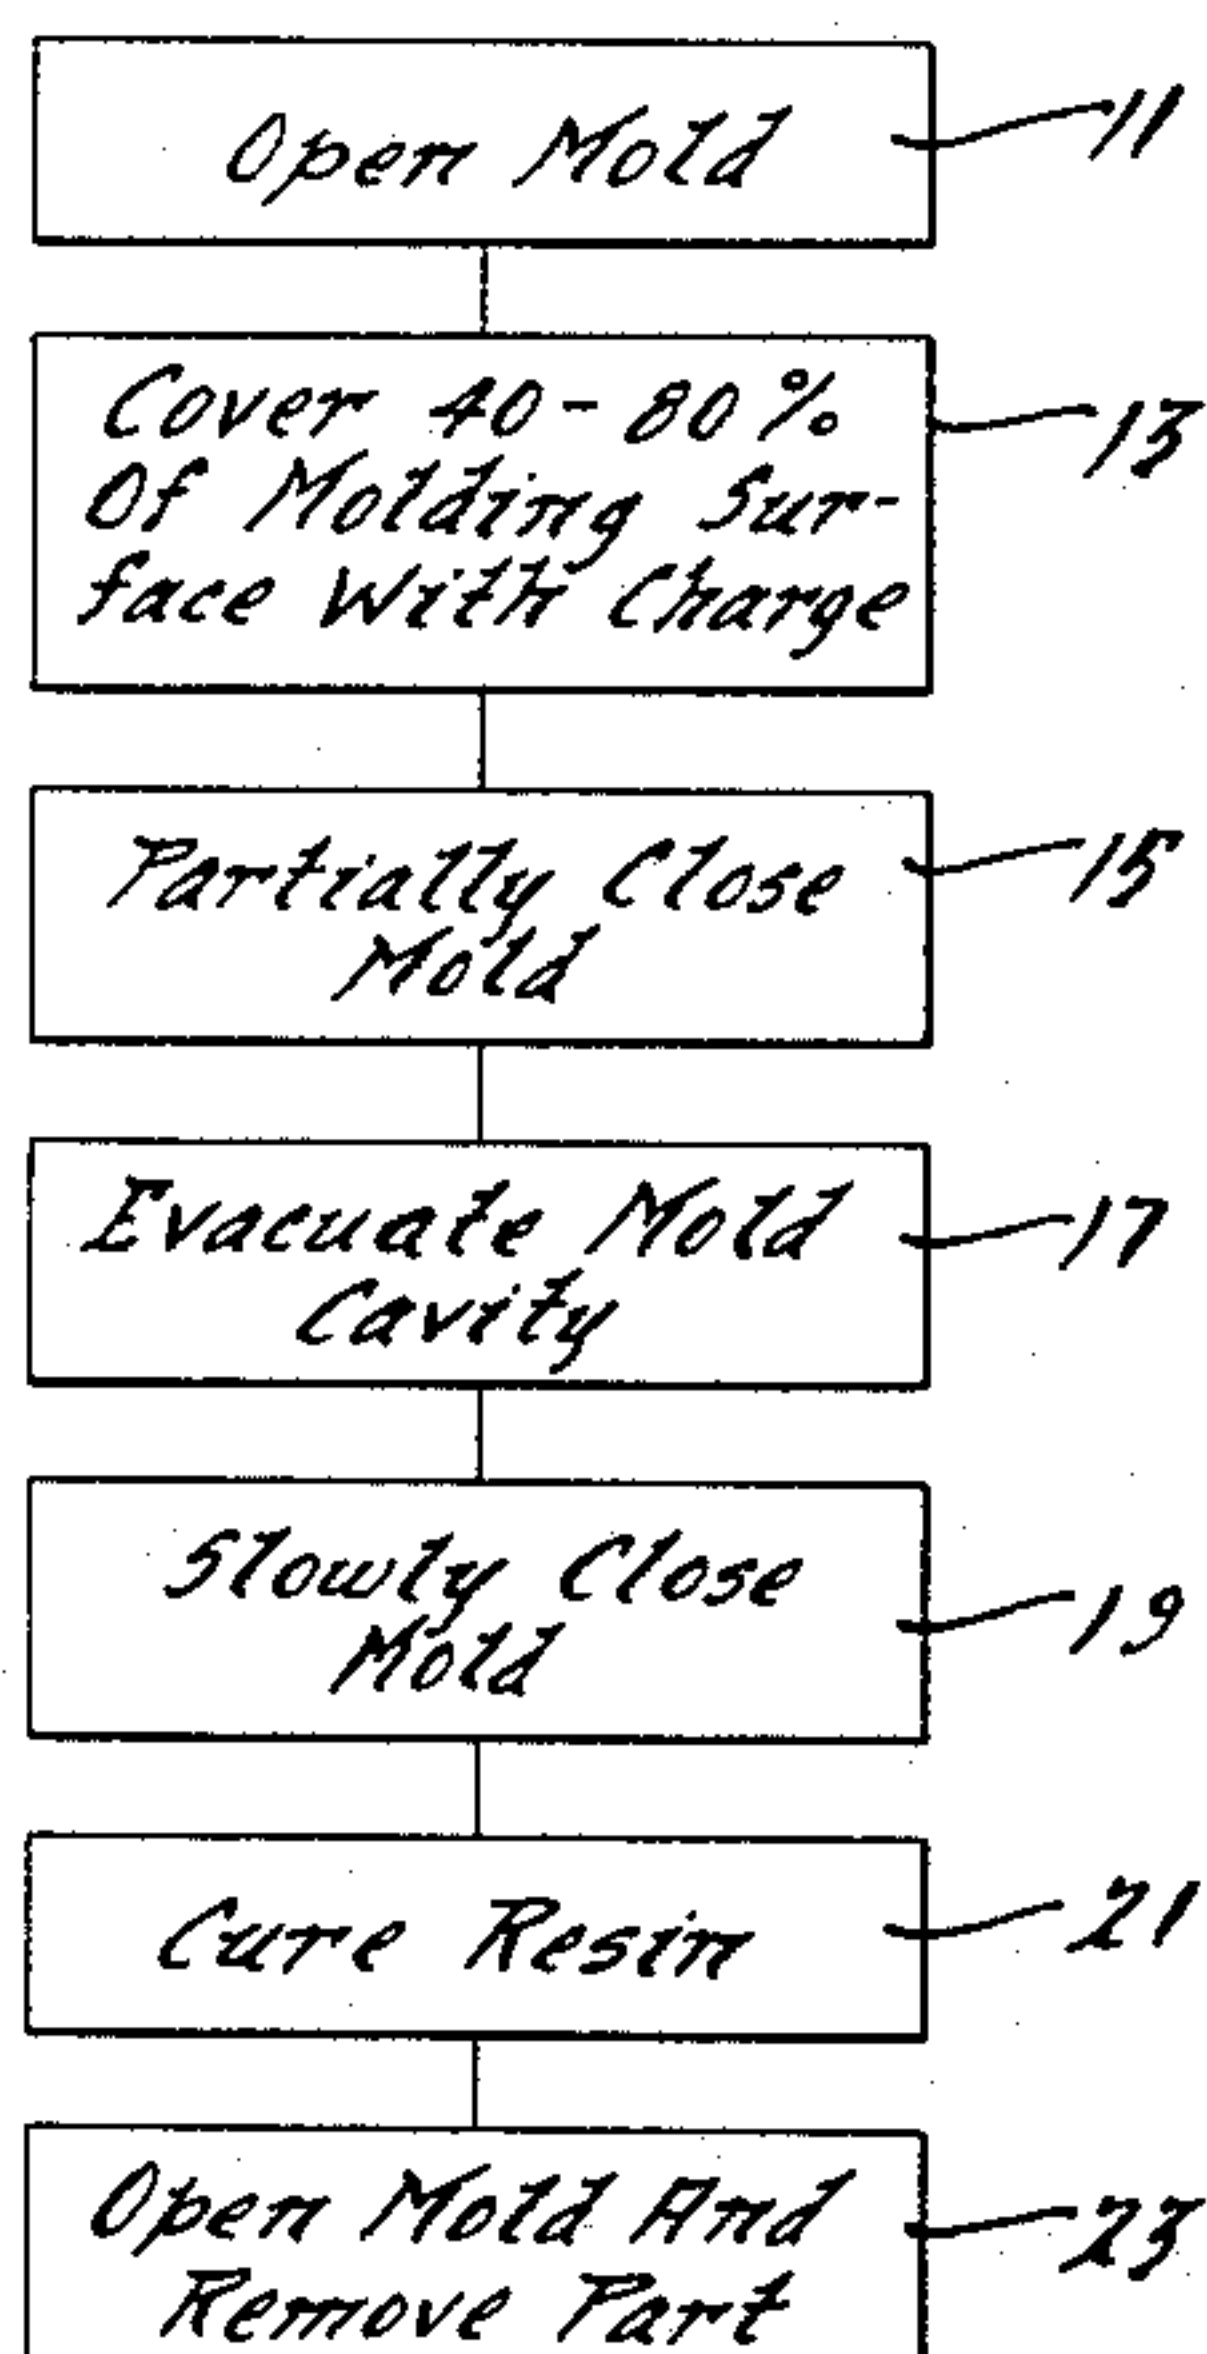 Open Mold
11
Cover 40-80%
Of Molding Sur-
face With Charge
13
Partially Close
Mold
15
Evacuate Mold
Cavity
17
Slowly Close
Mold
19
Cure Resin
21
Open Mold And
Remove Part
23